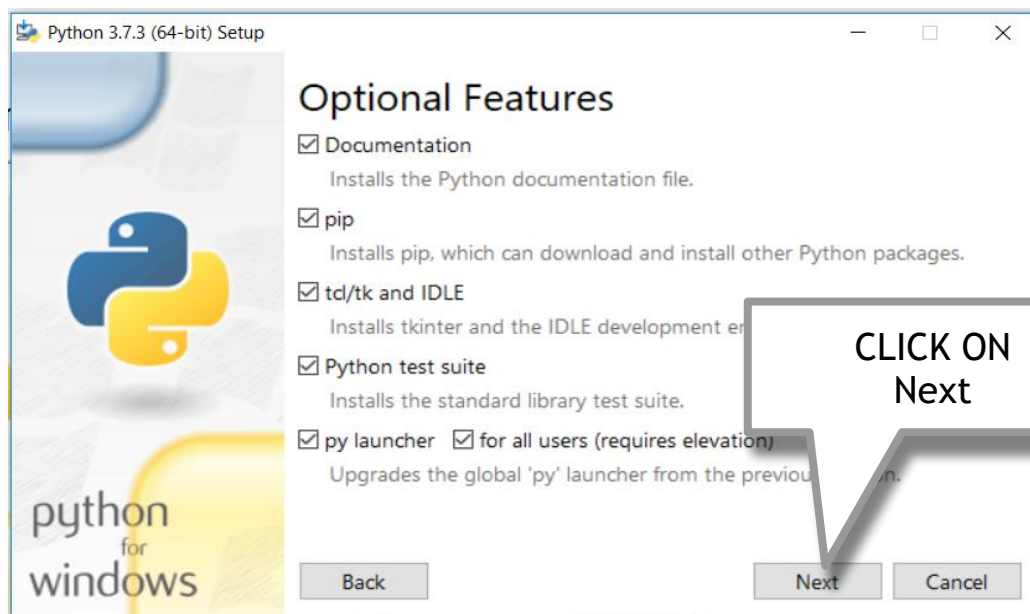 Python 3.7.3 (64-bit) Setup
Optional Features
Documentation
Installs the Python documentation file.
pip
Installs pip, which can download and install other Python packages.
tcl/tk and IDLE
Installs tkinter and the IDLE development
Python test suite
Installs the standard library test suite.
py launcher for all users (requires elevation)
Upgrades the global 'py' launcher from the
CLICK ON
Next
python
for
windows
Back Next Cancel